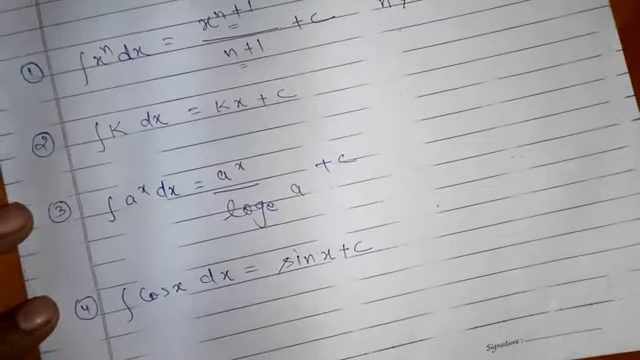 ① ∫ xⁿ dx = xⁿ⁺¹ / n+1 + c
② ∫ K dx = Kx + c
③ ∫ aˣ dx = aˣ / logₑ a + c
④ ∫ cos x dx = sin x + c
Signature: